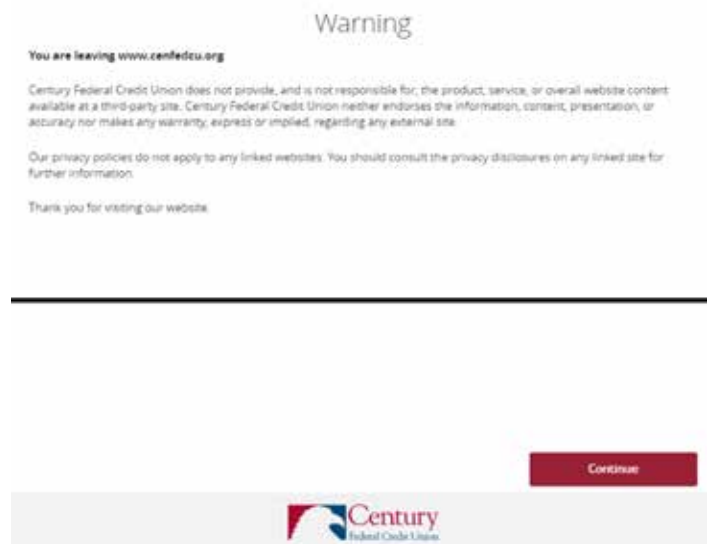 Warning
You are leaving www.cenfedcu.org
Century Federal Credit Union does not provide, and is not responsible for, the product, service, or overall website content
available at a third-party site. Century Federal Credit Union neither endorses the information, content, presentation, or
accuracy nor makes any warranty, express or implied, regarding any external site.
Our privacy policies do not apply to any linked websites. You should consult the privacy disclosures on any linked site for
further information.
Thank you for visiting our website.
Continue
Century
Federal Credit Union